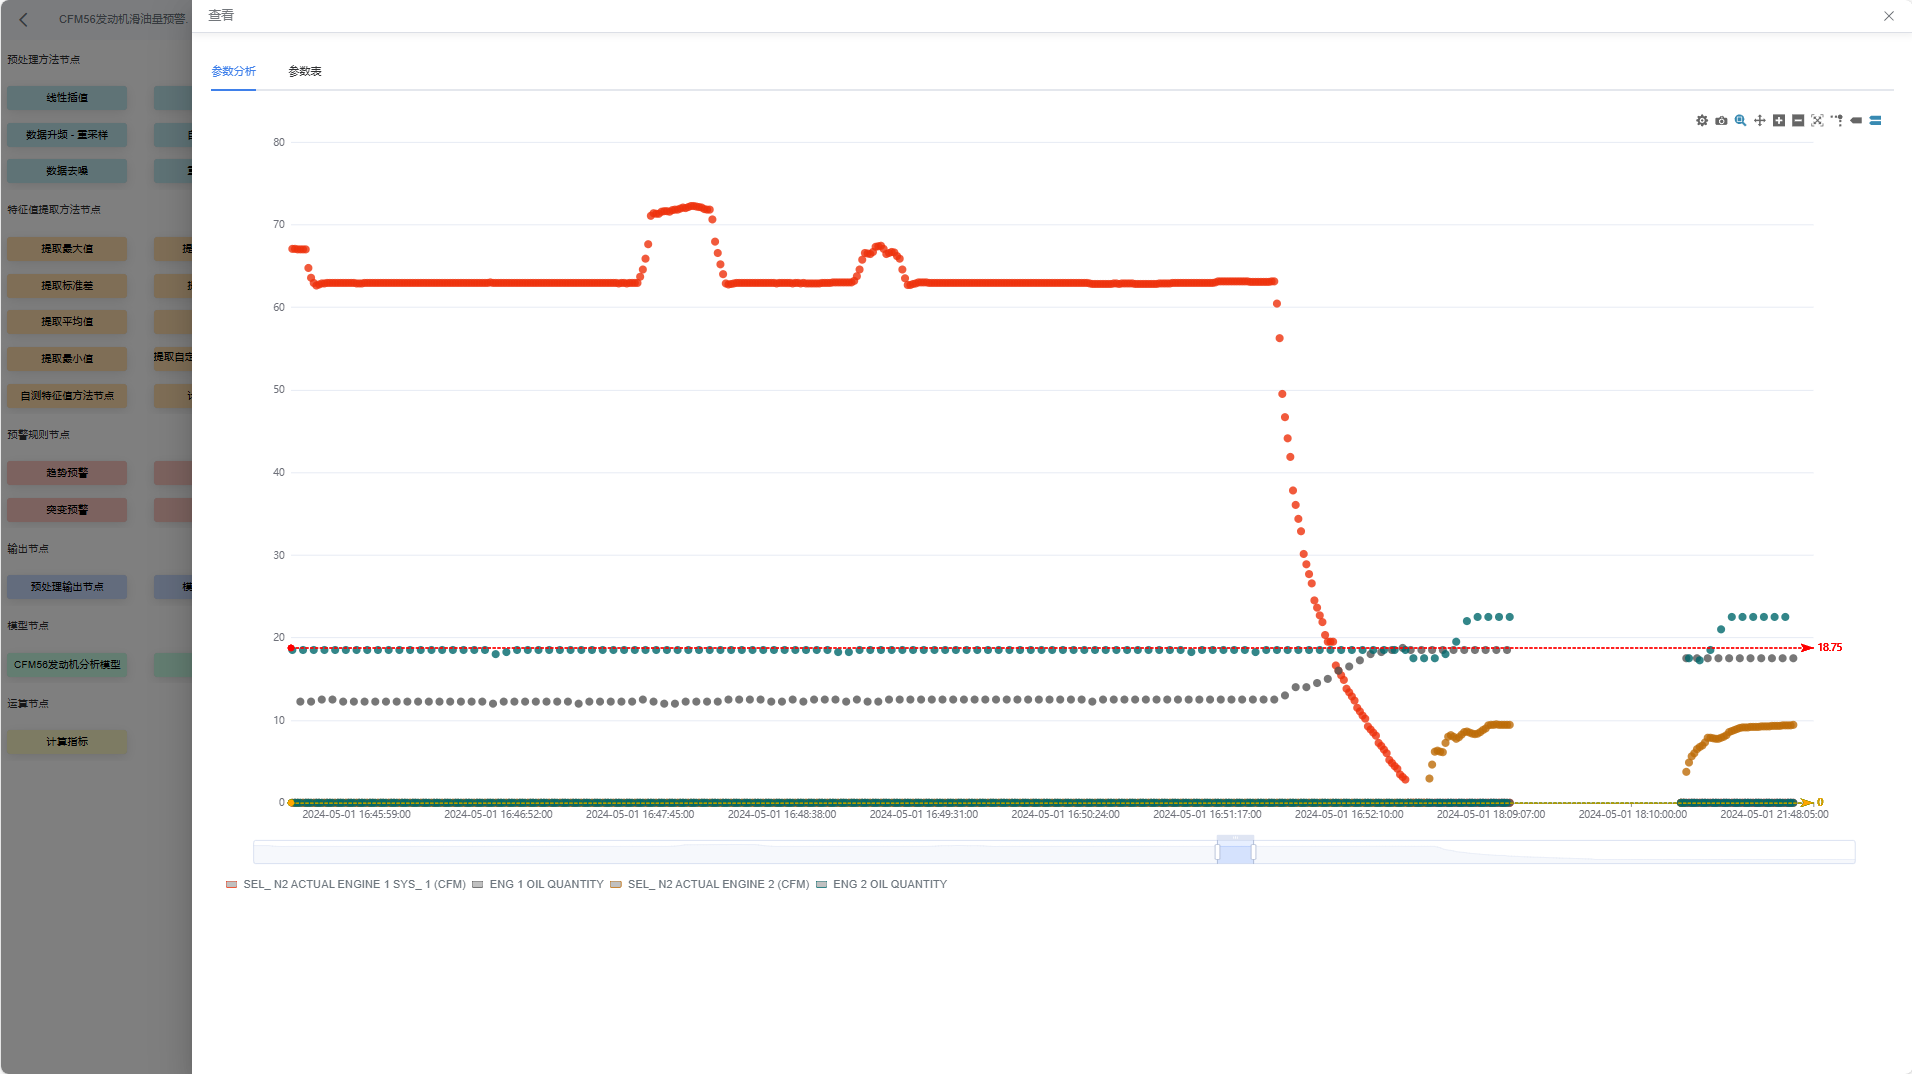 CFM56发动机滑油量预警.
查看
预处理方法节点
线性插值
数据升频 - 重采样
数据去噪
特征值提取方法节点
提取最大值
提
提取标准差
提取平均值
提取最小值
提取自定
自测特征值方法节点
预警规则节点
趋势预警
突变预警
输出节点
预处理输出节点
模
模型节点
CFM56发动机分析模型
运算节点
计算指标
参数分析
参数表
80
70
60
50
40
30
20
10
0
18.75
0
2024-05-01 16:45:59:00
2024-05-01 16:46:52:00
2024-05-01 16:47:45:00
2024-05-01 16:48:38:00
2024-05-01 16:49:31:00
2024-05-01 16:50:24:00
2024-05-01 16:51:17:00
2024-05-01 16:52:10:00
2024-05-01 18:09:07:00
2024-05-01 18:10:00:00
2024-05-01 21:48:05:00
SEL_ N2 ACTUAL ENGINE 1 SYS_ 1 (CFM)
ENG 1 OIL QUANTITY
SEL_ N2 ACTUAL ENGINE 2 (CFM)
ENG 2 OIL QUANTITY